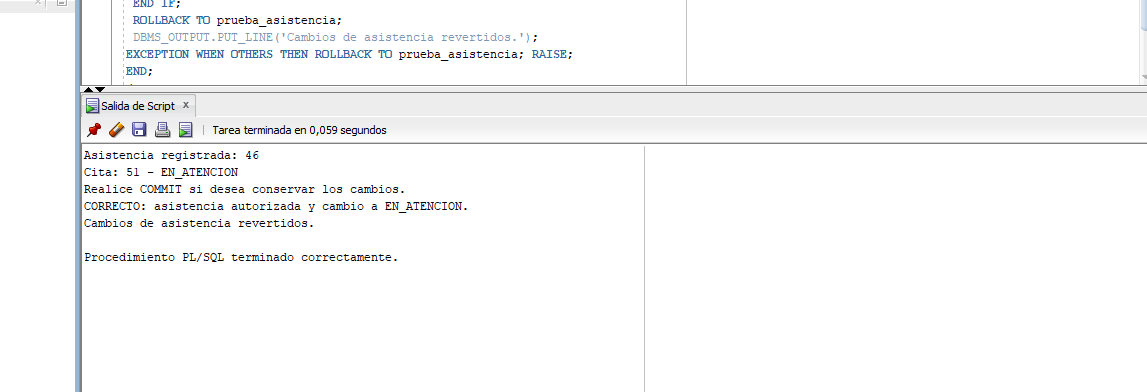 END IF;
ROLLBACK TO prueba_asistencia;
DBMS_OUTPUT.PUT_LINE('Cambios de asistencia revertidos.');
EXCEPTION WHEN OTHERS THEN ROLLBACK TO prueba_asistencia; RAISE;
END;
Salida de Script x
Tarea terminada en 0,059 segundos
Asistencia registrada: 46
Cita: 51 - EN_ATENCION
Realice COMMIT si desea conservar los cambios.
CORRECTO: asistencia autorizada y cambio a EN_ATENCION.
Cambios de asistencia revertidos.
Procedimiento PL/SQL terminado correctamente.